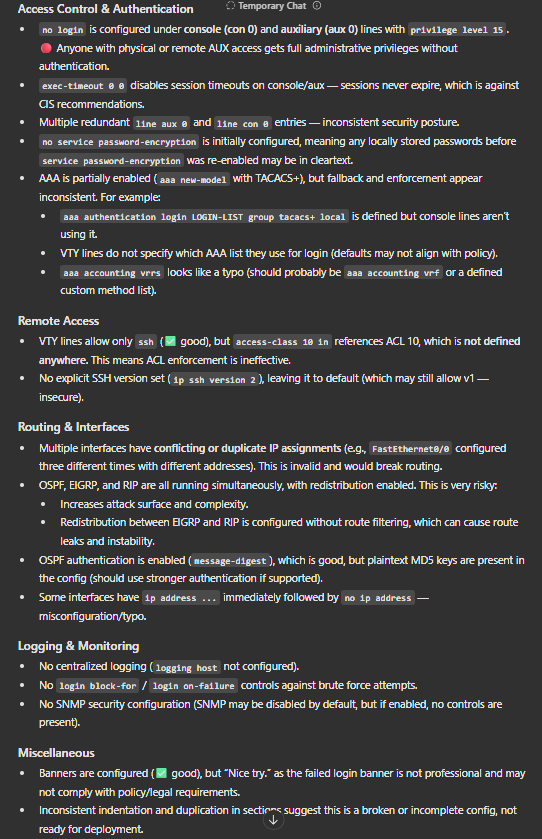 Temporary Chat
Access Control & Authentication
no login is configured under console (con 0) and auxiliary (aux 0) lines with privilege level 15.
🔴 Anyone with physical or remote AUX access gets full administrative privileges without
authentication.
exec-timeout 0 0 disables session timeouts on console/aux — sessions never expire, which is against
CIS recommendations.
Multiple redundant line aux 0 and line con 0 entries — inconsistent security posture.
no service password-encryption is initially configured, meaning any locally stored passwords before
service password-encryption was re-enabled may be in cleartext.
AAA is partially enabled (aaa new-model with TACACS+), but fallback and enforcement appear
inconsistent. For example:
aaa authentication login LOGIN-LIST group tacacs+ local is defined but console lines aren't
using it.
VTY lines do not specify which AAA list they use for login (defaults may not align with policy).
aaa accounting vrrs looks like a typo (should probably be aaa accounting vrf or a defined
custom method list).
Remote Access
VTY lines allow only ssh (✅ good), but access-class 10 in references ACL 10, which is not defined
anywhere. This means ACL enforcement is ineffective.
No explicit SSH version set (ip ssh version 2), leaving it to default (which may still allow v1 —
insecure).
Routing & Interfaces
Multiple interfaces have conflicting or duplicate IP assignments (e.g., FastEthernet0/0 configured
three different times with different addresses). This is invalid and would break routing.
OSPF, EIGRP, and RIP are all running simultaneously, with redistribution enabled. This is very risky:
Increases attack surface and complexity.
Redistribution between EIGRP and RIP is configured without route filtering, which can cause route
leaks and instability.
OSPF authentication is enabled (message-digest), which is good, but plaintext MD5 keys are present in
the config (should use stronger authentication if supported).
Some interfaces have ip address ... immediately followed by no ip address —
misconfiguration/typo.
Logging & Monitoring
No centralized logging (logging host not configured).
No login block-for / login on-failure controls against brute force attempts.
No SNMP security configuration (SNMP may be disabled by default, but if enabled, no controls are
present).
Miscellaneous
Banners are configured (✅ good), but “Nice try.” as the failed login banner is not professional and may
not comply with policy/legal requirements.
Inconsistent indentation and duplication in sections suggest this is a broken or incomplete config, not
ready for deployment.